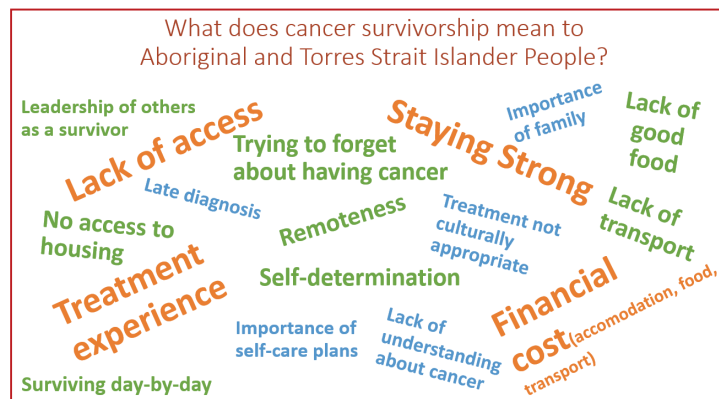 What does cancer survivorship mean to
Aboriginal and Torres Strait Islander People?
Leadership of others
as a survivor
Lack of access
Trying to forget
about having cancer
Staying Strong
Importance
of family
Lack of
good
food
Late diagnosis
No access to
housing
Remoteness
Treatment not
culturally
appropriate
Lack of
transport
Treatment
experience
Self-determination
Financial
cost(accomodation, food,
transport)
Importance of
self-care plans
Lack of
understanding
about cancer
Surviving day-by-day